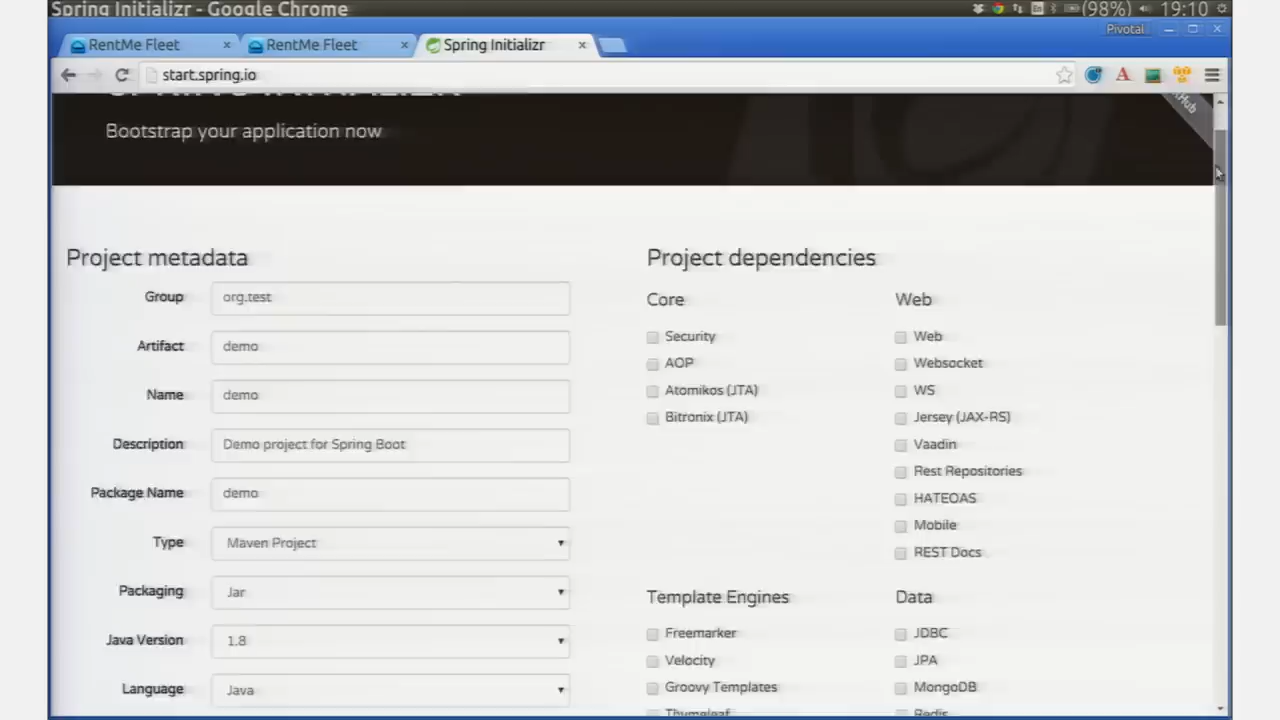 Spring Initializr - Google Chrome
(98%) 19:10
RentMe Fleet × RentMe Fleet × Spring Initializr ×
Pivotal
start.spring.io
SPRING INITIALIZR
Bootstrap your application now
Project metadata
Group org.test
Artifact demo
Name demo
Description Demo project for Spring Boot
Package Name demo
Type Maven Project
Packaging Jar
Java Version 1.8
Language Java
Project dependencies
Core
Security
AOP
Atomikos (JTA)
Bitronix (JTA)
Web
Web
Websocket
WS
Jersey (JAX-RS)
Vaadin
Rest Repositories
HATEOAS
Mobile
REST Docs
Template Engines
Freemarker
Velocity
Groovy Templates
Thymeleaf
Data
JDBC
JPA
MongoDB
Redis